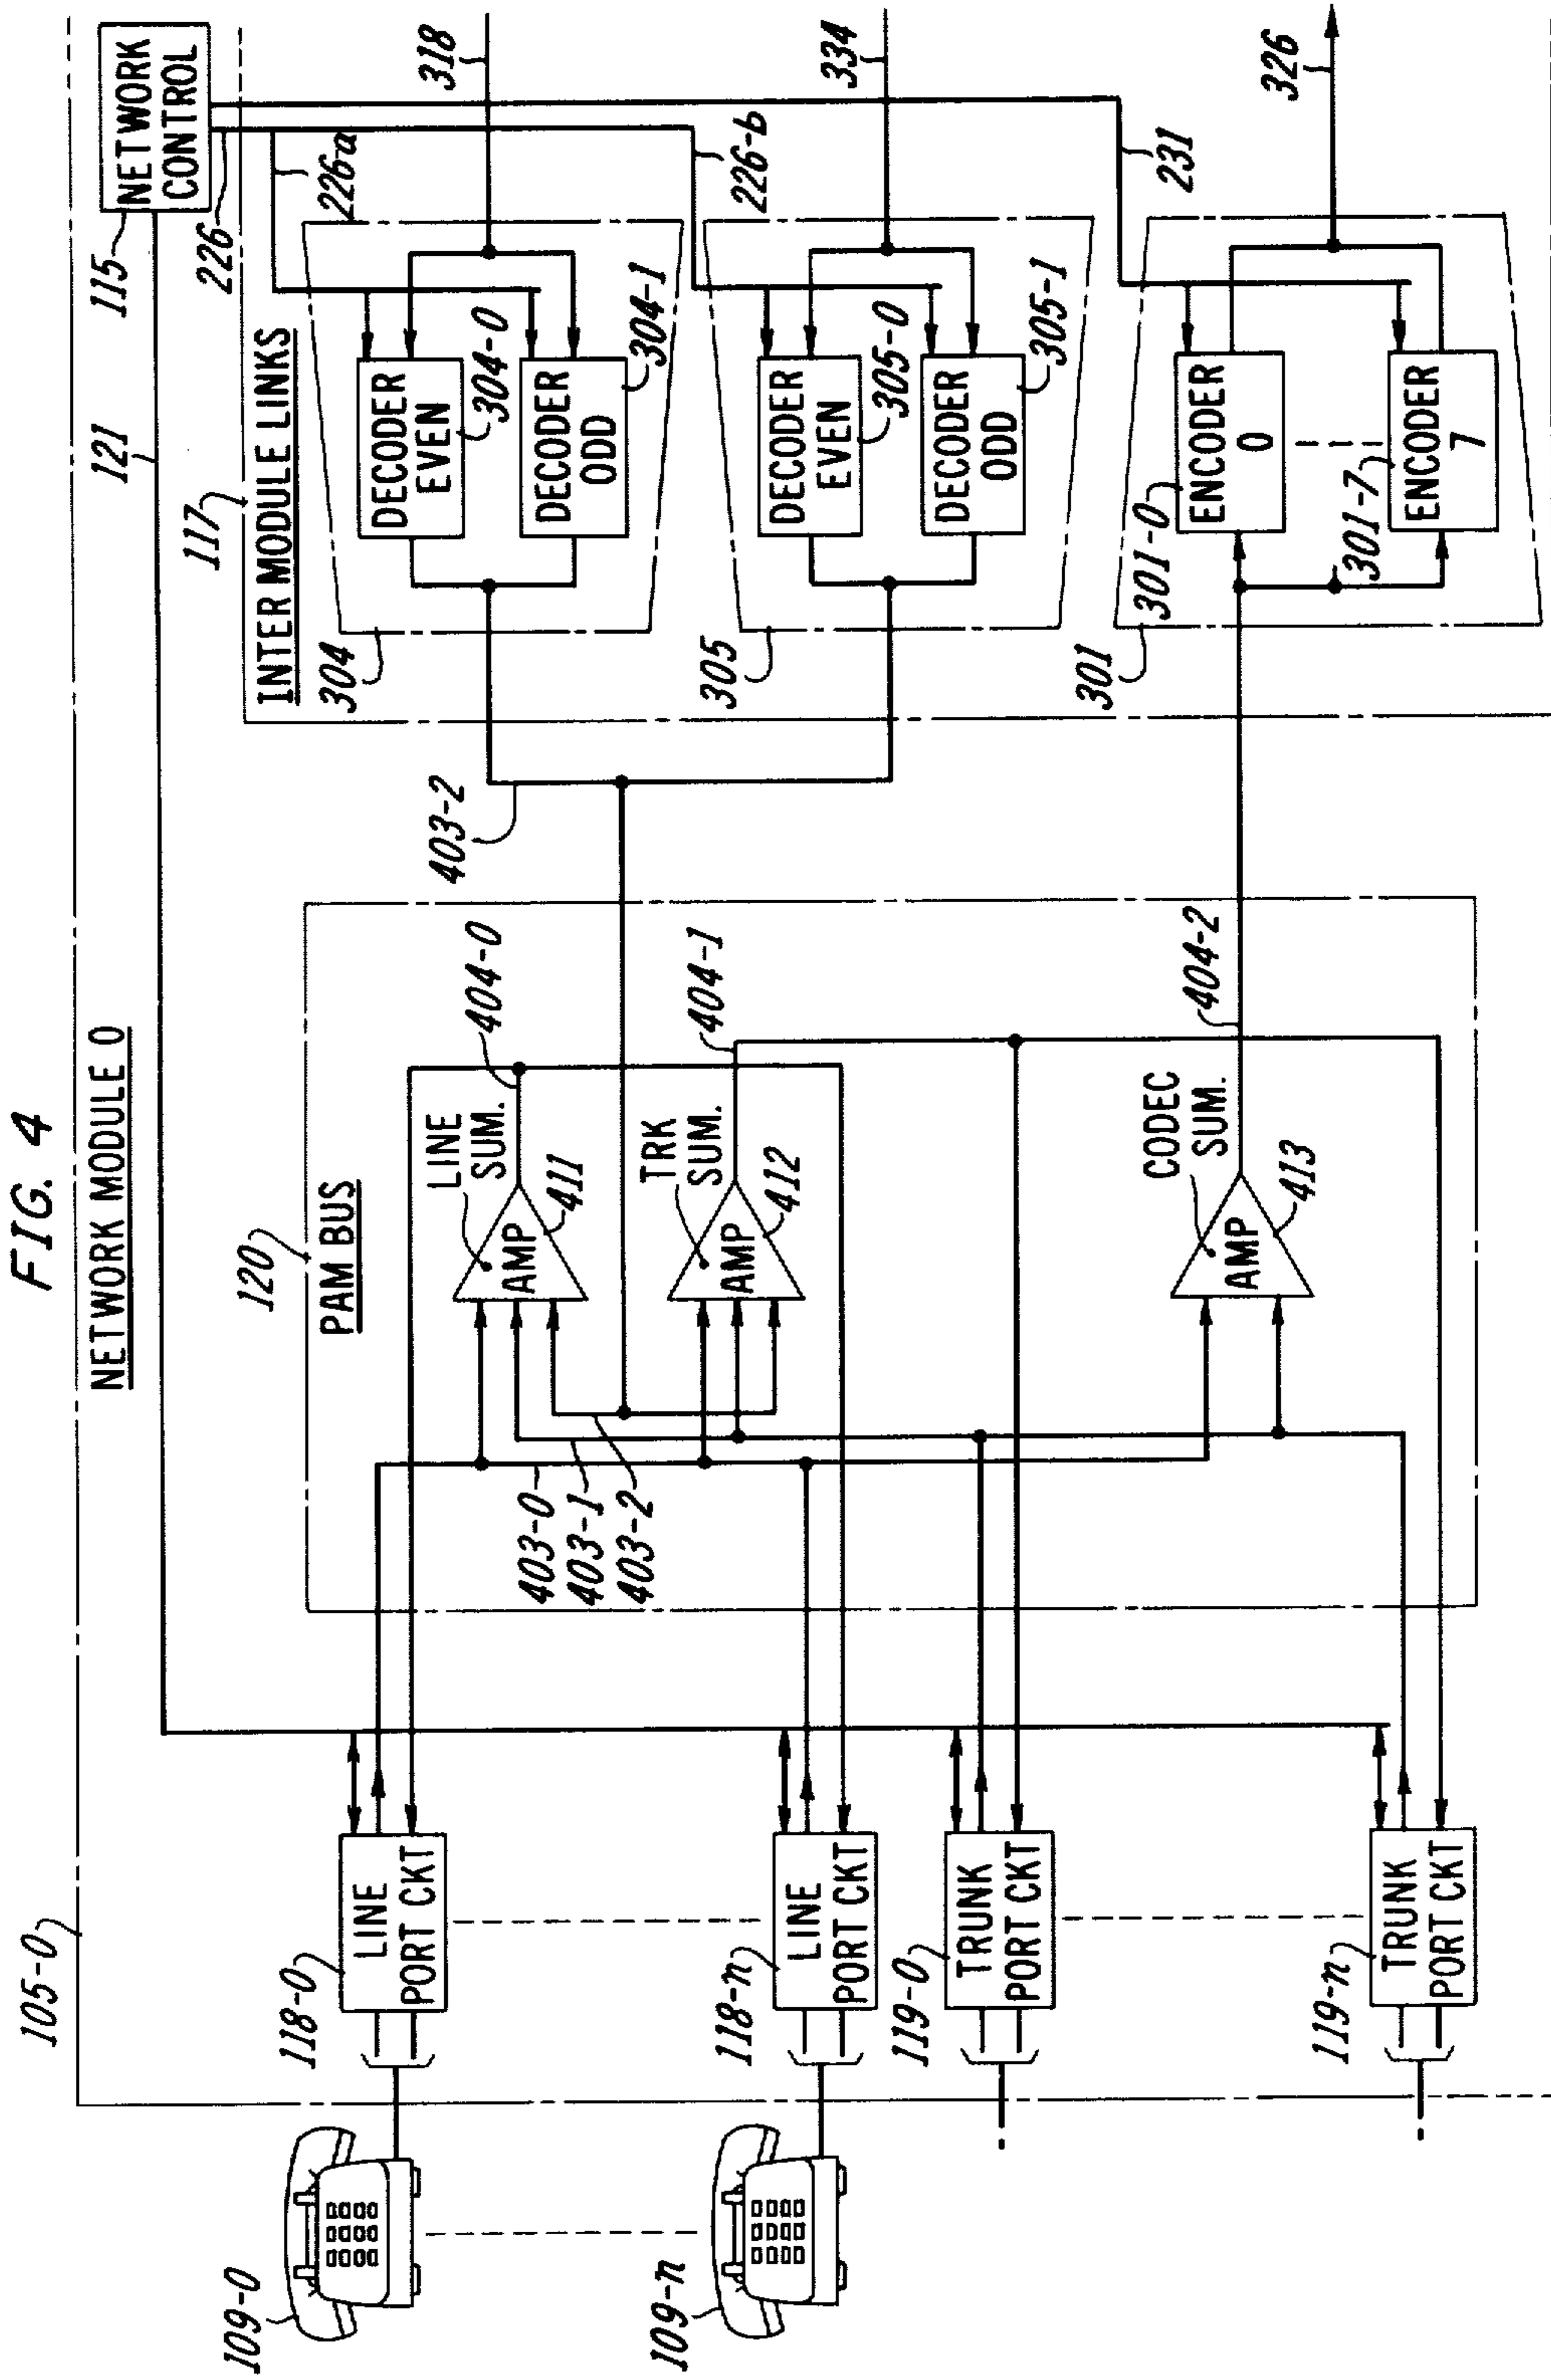 FIG. 4
105-0
NETWORK MODULE 0
121
115
NETWORK
CONTROL
226
226-a
226-b
231
117
INTER MODULE LINKS
120
PAM BUS
109-0
118-0
LINE
PORT CKT
109-n
118-n
LINE
PORT CKT
119-0
TRUNK
PORT CKT
119-n
TRUNK
PORT CKT
403-0
403-1
403-2
LINE
SUM.
AMP
411
404-0
TRK
SUM.
AMP
412
404-1
CODEC
SUM.
AMP
413
404-2
403-2
304
DECODER
EVEN
304-0
DECODER
ODD
304-1
318
305
DECODER
EVEN
305-0
DECODER
ODD
305-1
334
301
301-0
ENCODER
0
301-7
ENCODER
7
326